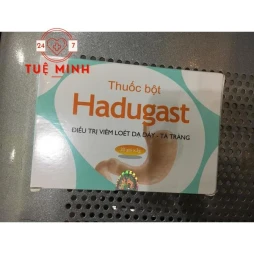 24 7
TUỆ MINH
Thuốc bột
Hadugast
ĐIỀU TRỊ VIÊM LOÉT DẠ DÀY - TÁ TRÀNG